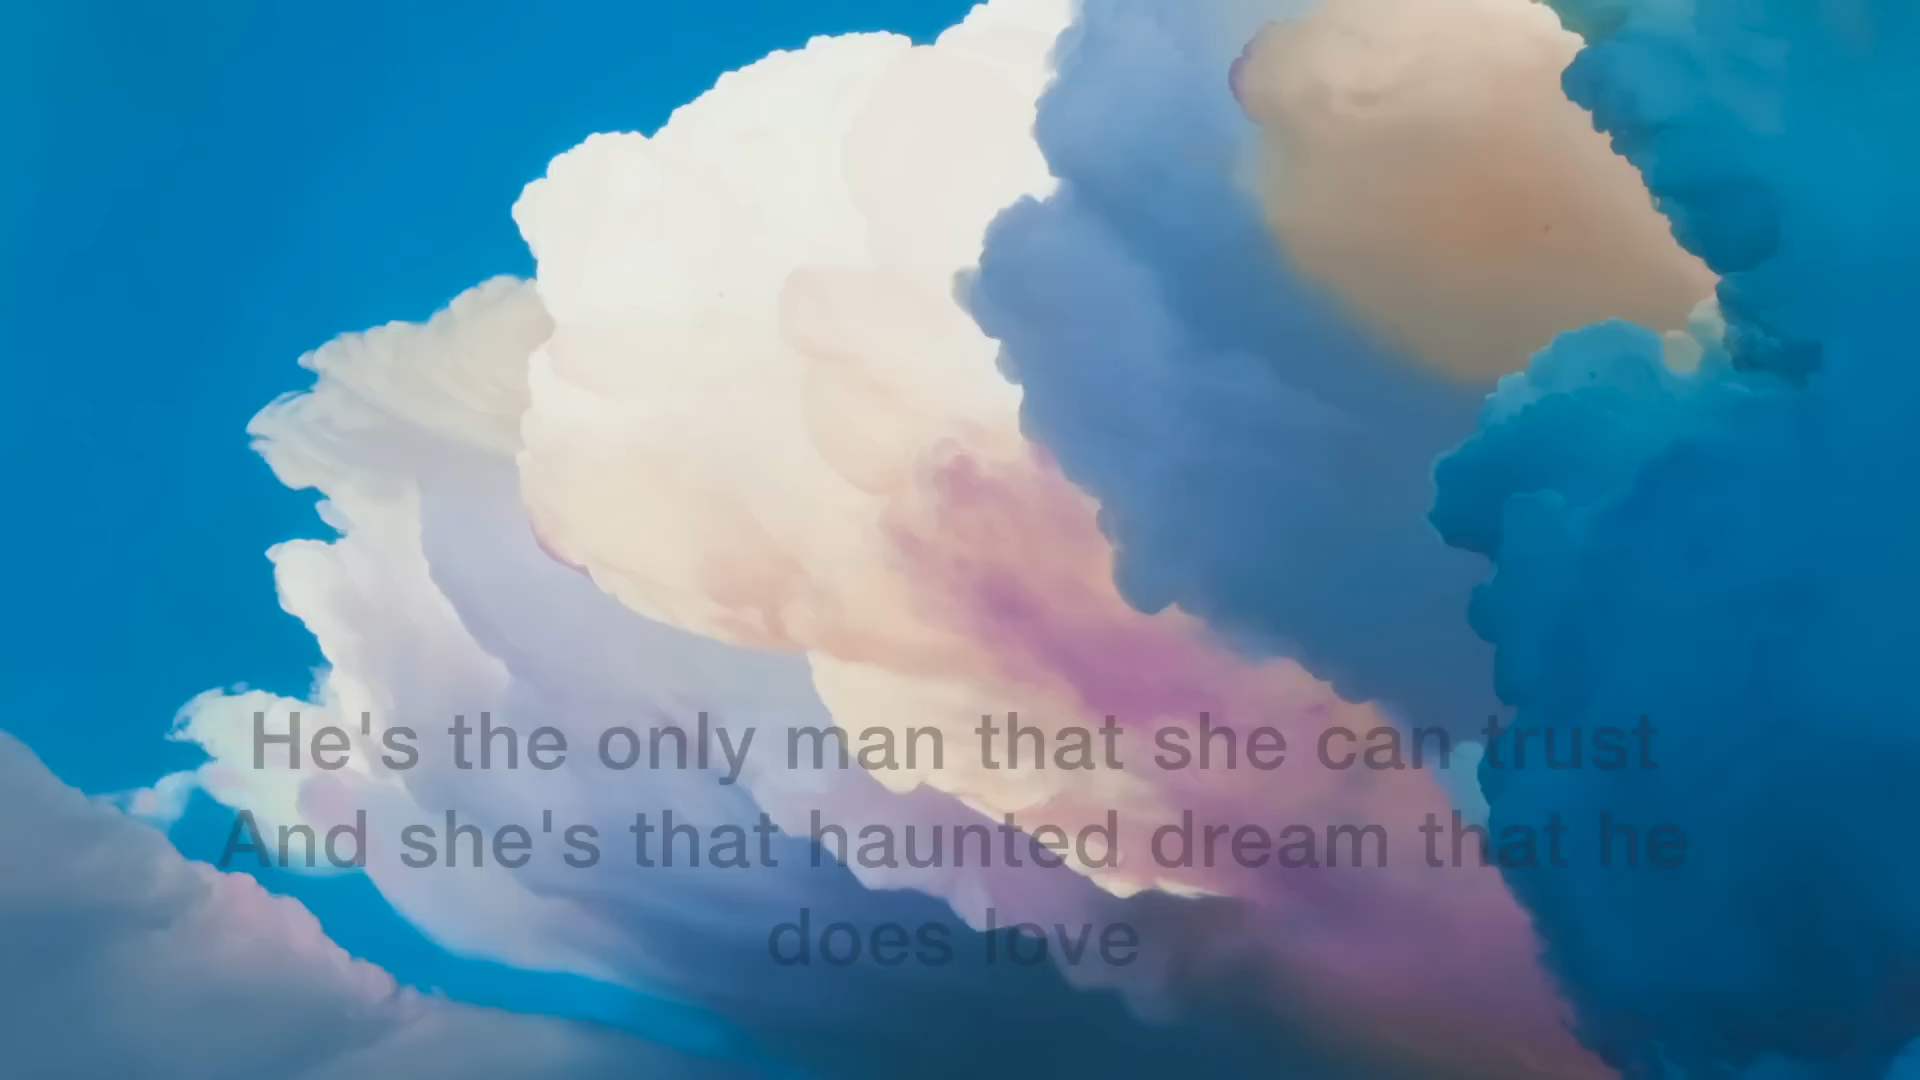 He's the only man that she can trust
And she's that haunted dream that he
does love